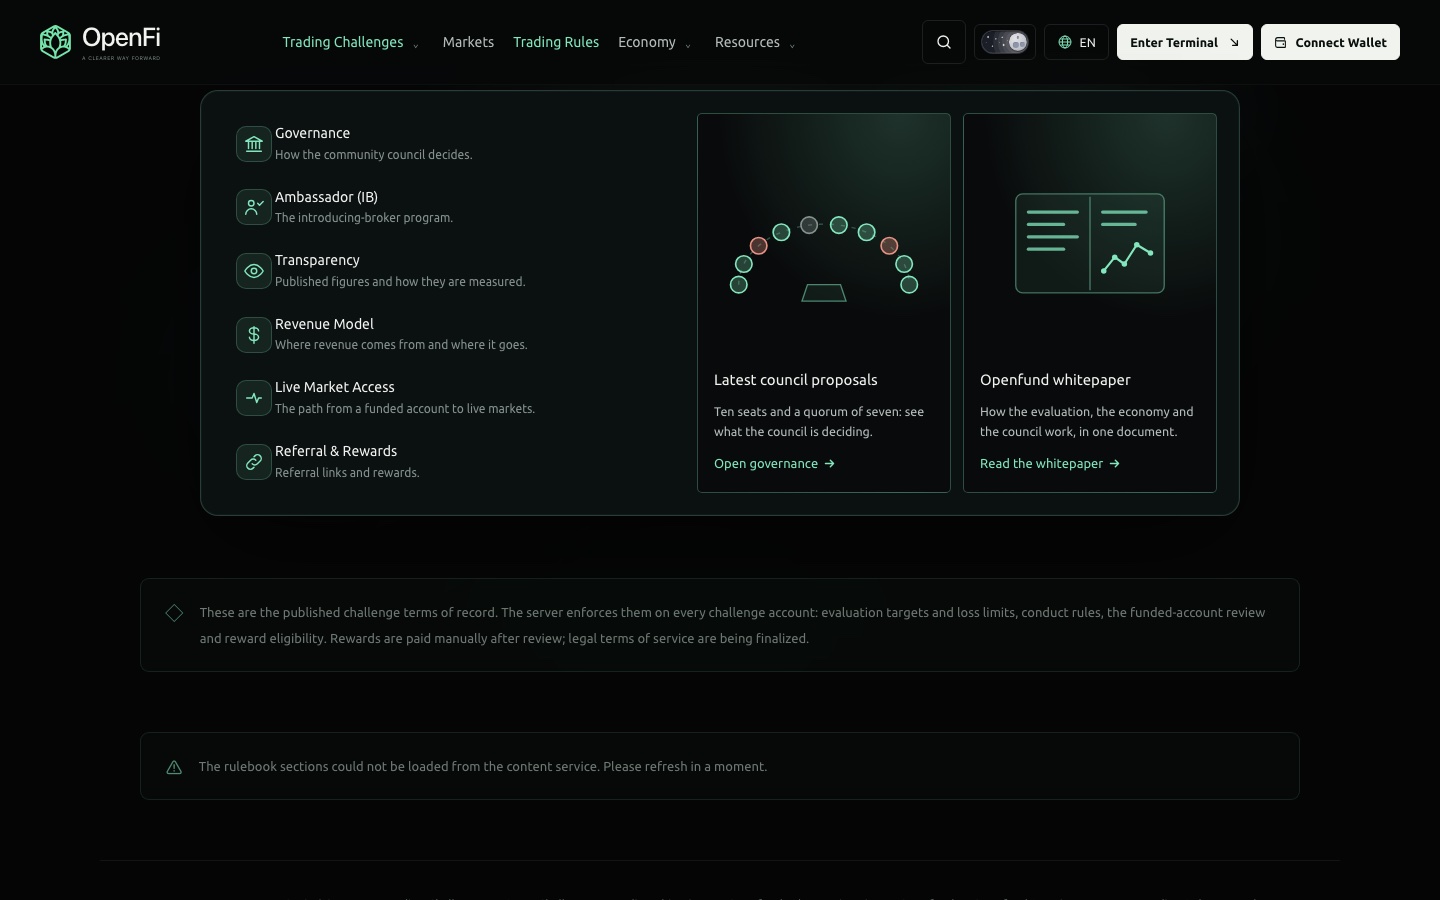 OpenFi
A CLEARER WAY FORWARD
Trading Challenges
Markets
Trading Rules
Economy
Resources
EN
Enter Terminal
Connect Wallet
Governance
How the community council decides.
Ambassador (IB)
The introducing-broker program.
Transparency
Published figures and how they are measured.
Revenue Model
Where revenue comes from and where it goes.
Live Market Access
The path from a funded account to live markets.
Referral & Rewards
Referral links and rewards.
Latest council proposals
Ten seats and a quorum of seven: see
what the council is deciding.
Open governance →
Openfund whitepaper
How the evaluation, the economy and
the council work, in one document.
Read the whitepaper →
These are the published challenge terms of record. The server enforces them on every challenge account: evaluation targets and loss limits, conduct rules, the funded-account review
and reward eligibility. Rewards are paid manually after review; legal terms of service are being finalized.
The rulebook sections could not be loaded from the content service. Please refresh in a moment.